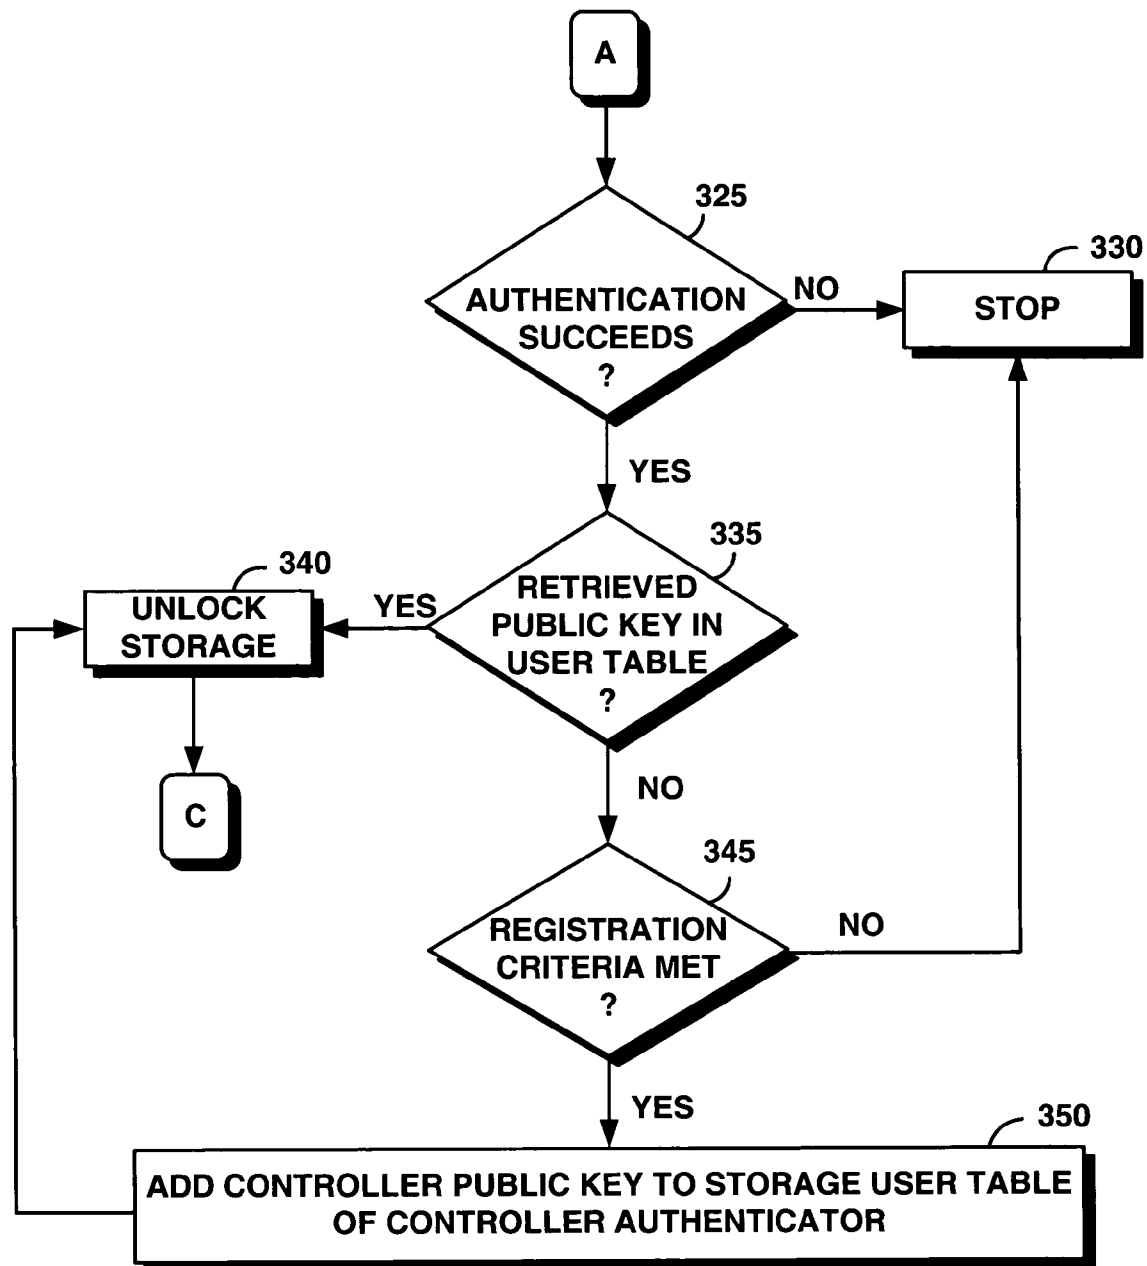 A
325
AUTHENTICATION
SUCCEEDS
?
NO
330
STOP
YES
335
RETRIEVED
PUBLIC KEY IN
USER TABLE
?
YES
340
UNLOCK
STORAGE
C
NO
345
REGISTRATION
CRITERIA MET
?
NO
YES
350
ADD CONTROLLER PUBLIC KEY TO STORAGE USER TABLE
OF CONTROLLER AUTHENTICATOR